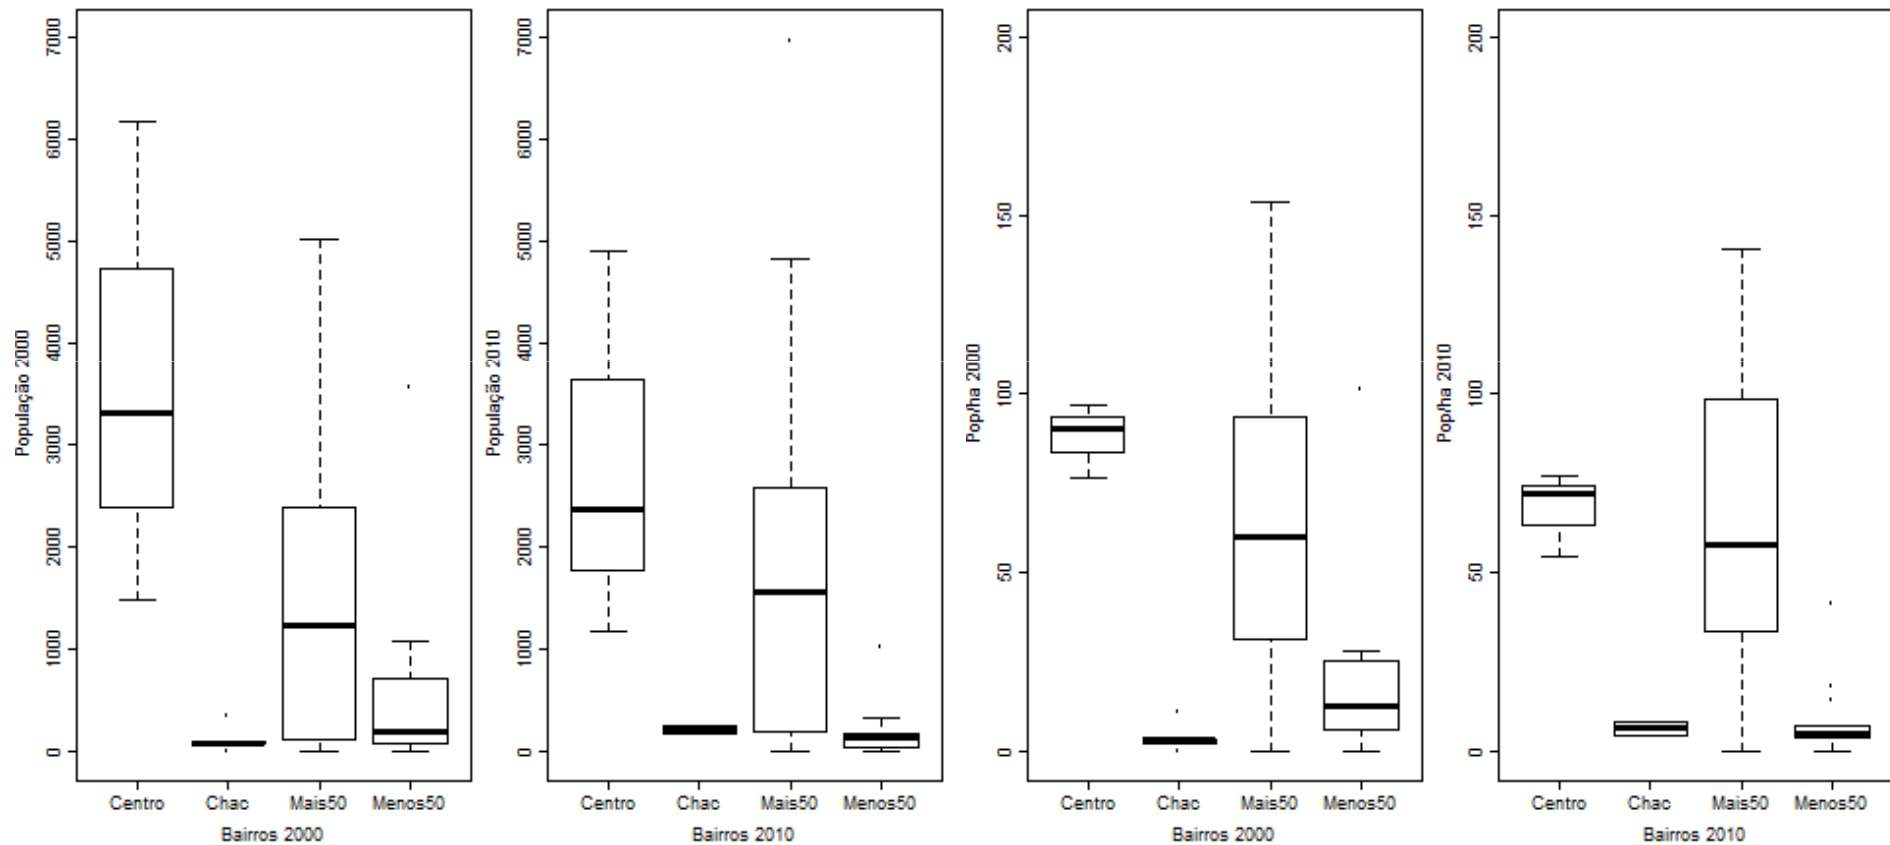 População 2000
7000
6000
5000
4000
3000
2000
1000
0
Centro Chac Mais50 Menos50
Bairros 2000
População 2010
7000
6000
5000
4000
3000
2000
1000
0
Centro Chac Mais50 Menos50
Bairros 2010
Pop/ha 2000
200
150
100
50
0
Centro Chac Mais50 Menos50
Bairros 2000
Pop/ha 2010
200
150
100
50
0
Centro Chac Mais50 Menos50
Bairros 2010